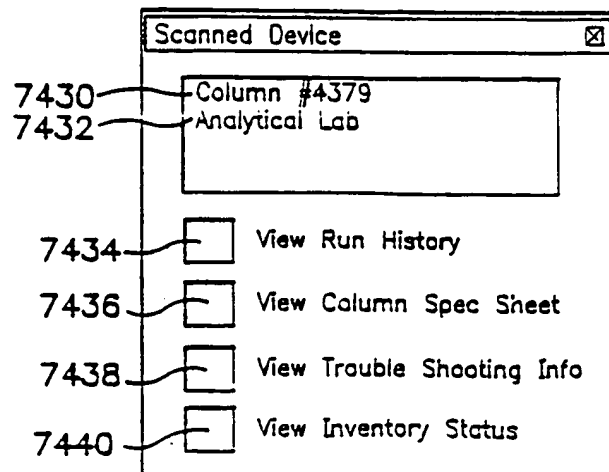 Scanned Device
7430 Column #4379
7432 Analytical Lab
7434 View Run History
7436 View Column Spec Sheet
7438 View Trouble Shooting Info
7440 View Inventory Status